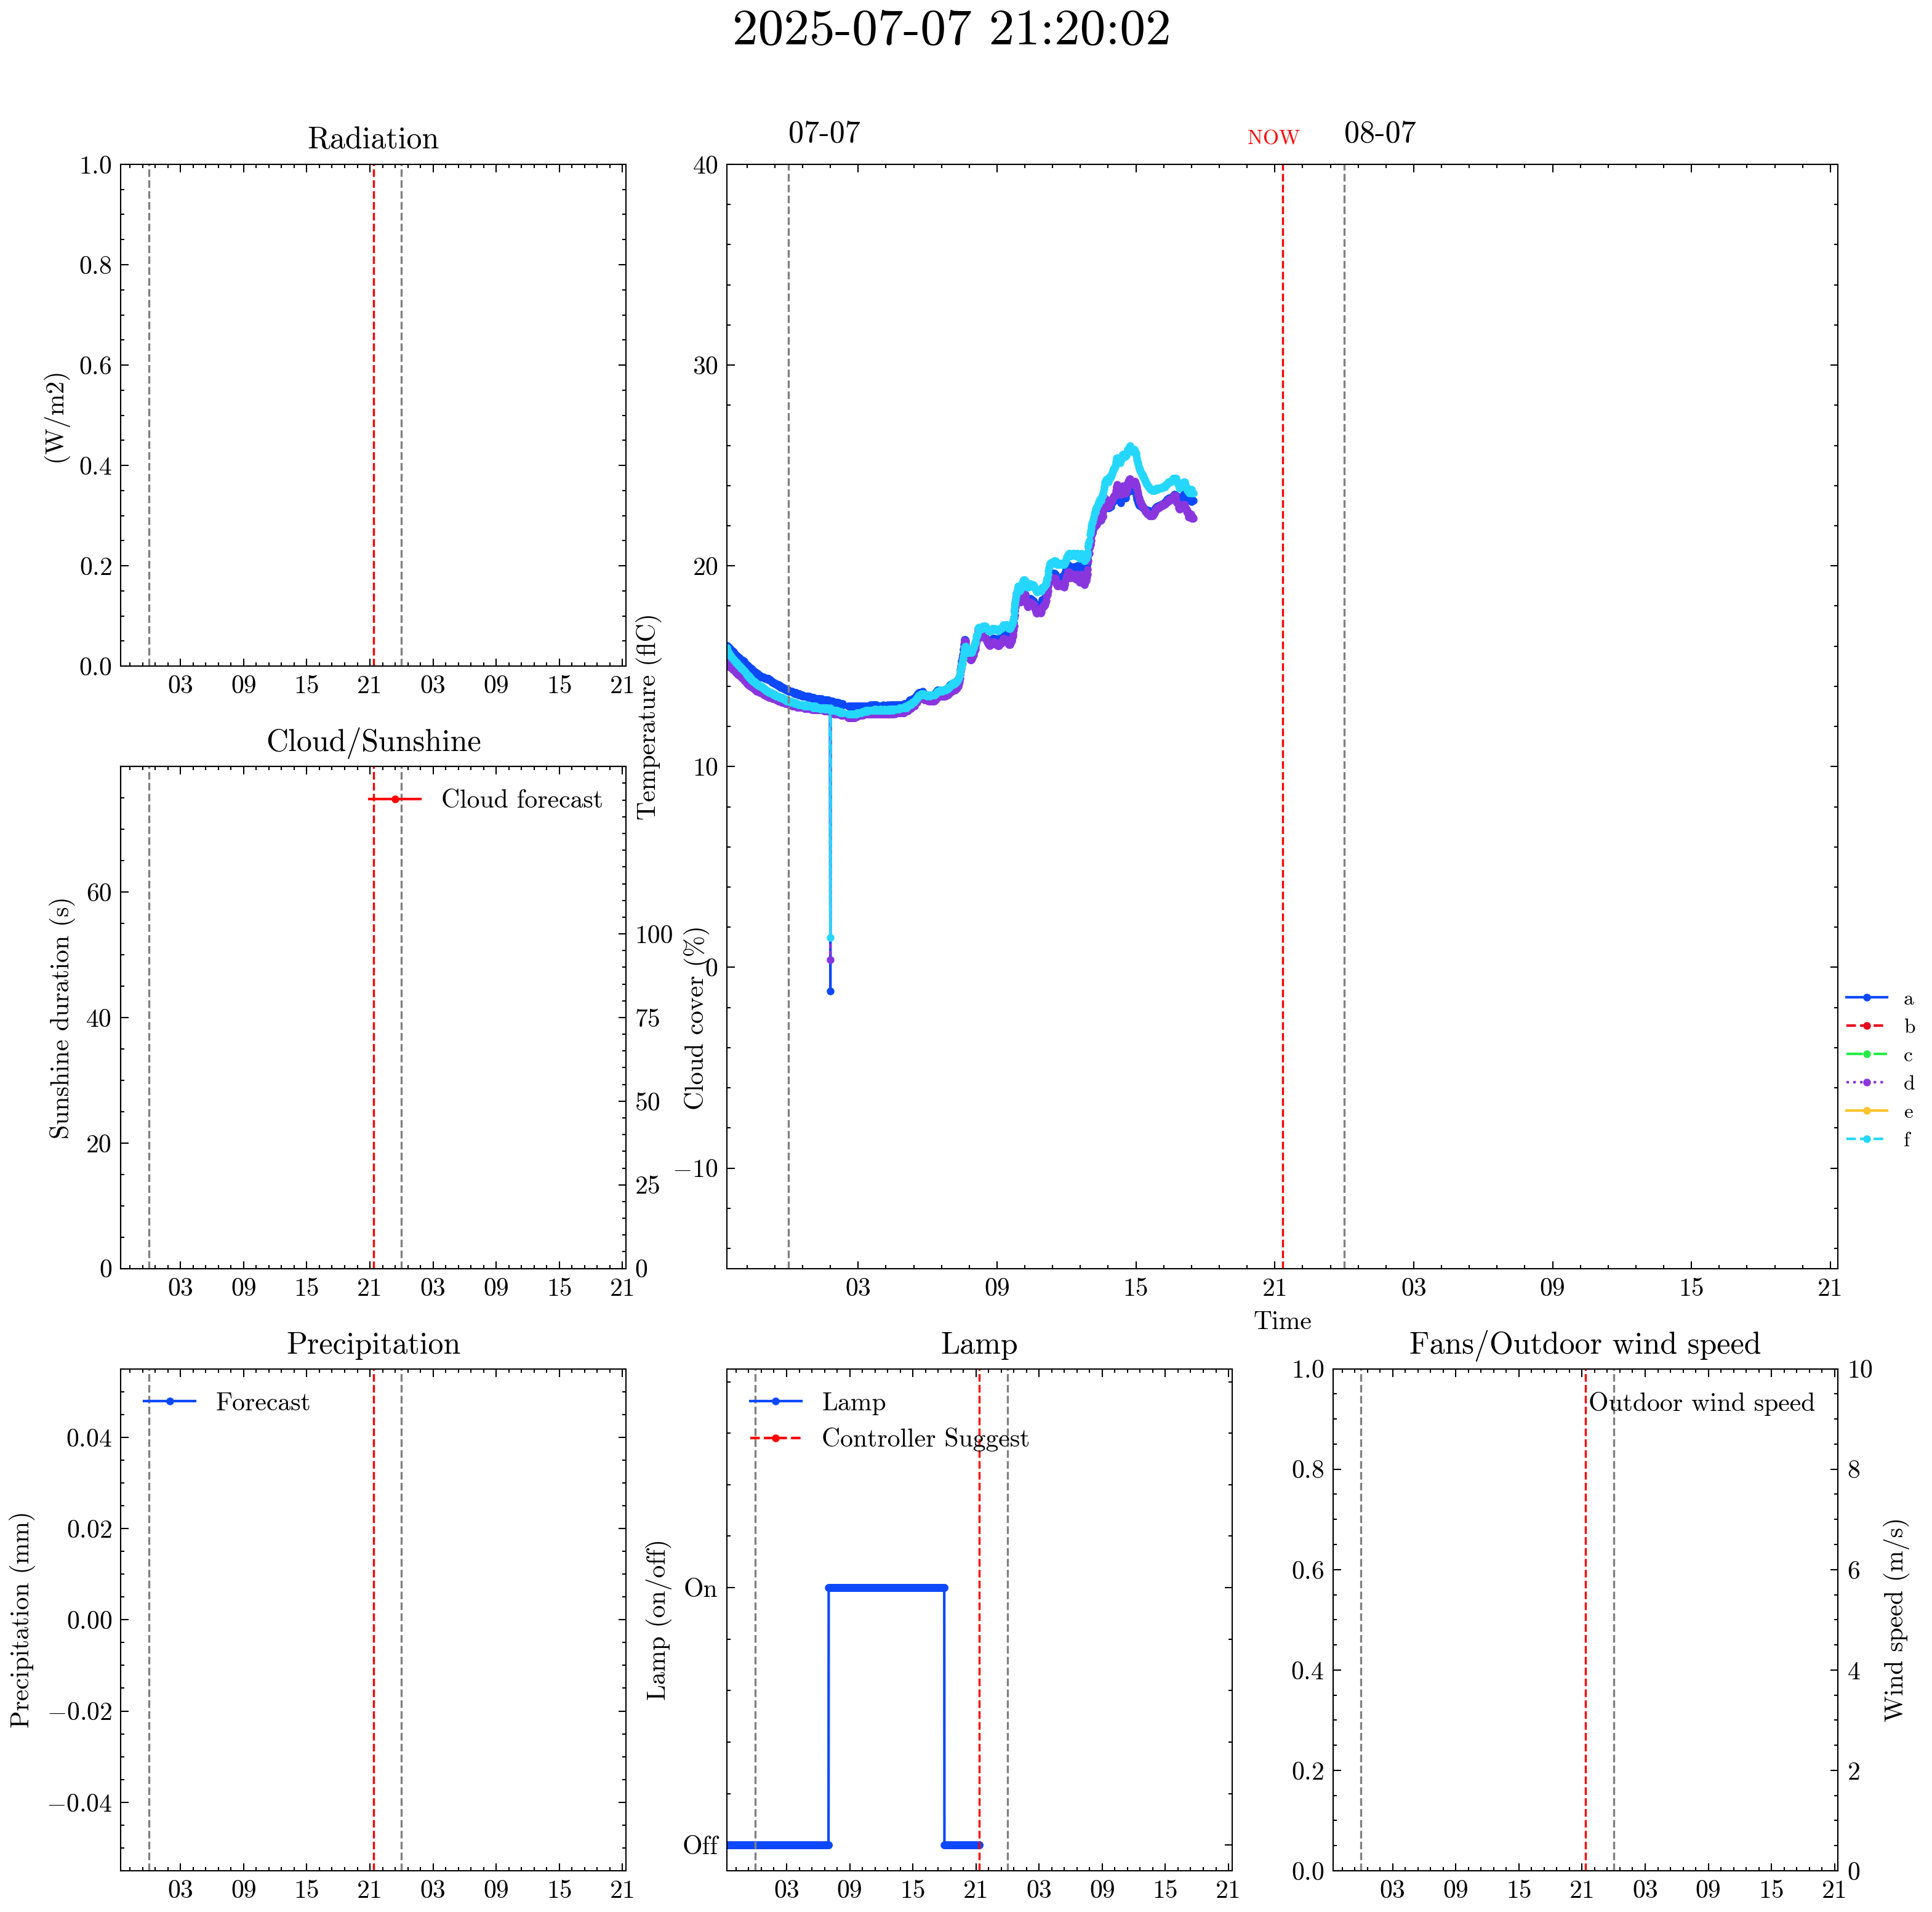 2025-07-07 21:20:02
Radiation
1.0
0.8
0.6
0.4
0.2
0.0
(W/m2)
03 09 15 21 03 09 15 21
07-07
NOW
08-07
40
30
20
10
0
−10
Temperature (flC)
03 09 15 21 03 09 15 21
Time
a
b
c
d
e
f
Cloud/Sunshine
Cloud forecast
60
40
20
0
Sunshine duration (s)
100
75
50
25
0
Cloud cover (%)
03 09 15 21 03 09 15 21
Precipitation
Forecast
0.04
0.02
0.00
−0.02
−0.04
Precipitation (mm)
03 09 15 21 03 09 15 21
Lamp
Lamp
Controller Suggest
On
Off
Lamp (on/off)
03 09 15 21 03 09 15 21
Fans/Outdoor wind speed
Outdoor wind speed
1.0
0.8
0.6
0.4
0.2
0.0
10
8
6
4
2
0
Wind speed (m/s)
03 09 15 21 03 09 15 21